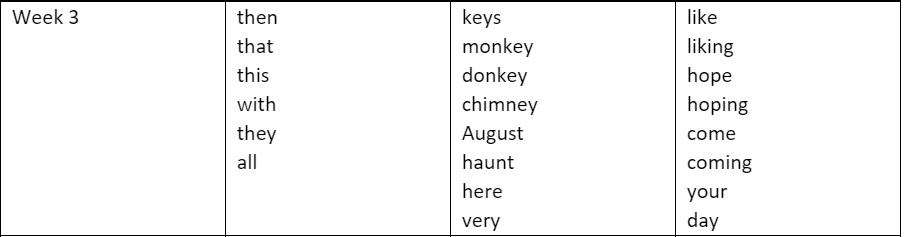 Week 3
then
that
this
with
they
all
keys
monkey
donkey
chimney
August
haunt
here
very
like
liking
hope
hoping
come
coming
your
day